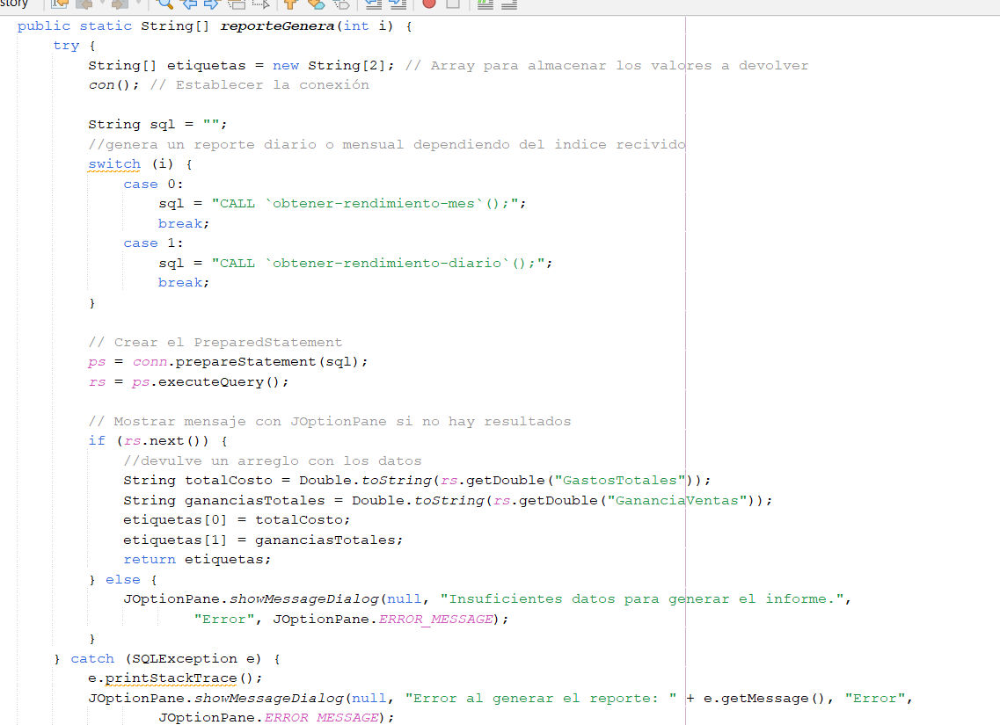 story
public static String[] reporteGenera(int i) {
try {
String[] etiquetas = new String[2]; // Array para almacenar los valores a devolver
con(); // Establecer la conexión
String sql = "";
//genera un reporte diario o mensual dependiendo del indice recivido
switch (i) {
case 0:
sql = "CALL `obtener-rendimiento-mes`();";
break;
case 1:
sql = "CALL `obtener-rendimiento-diario`();";
break;
}
// Crear el PreparedStatement
ps = conn.prepareStatement(sql);
rs = ps.executeQuery();
// Mostrar mensaje con JOptionPane si no hay resultados
if (rs.next()) {
//devulve un arreglo con los datos
String totalCosto = Double.toString(rs.getDouble("GastosTotales"));
String gananciasTotales = Double.toString(rs.getDouble("GananciaVentas"));
etiquetas[0] = totalCosto;
etiquetas[1] = gananciasTotales;
return etiquetas;
} else {
JOptionPane.showMessageDialog(null, "Insuficientes datos para generar el informe.",
"Error", JOptionPane.ERROR_MESSAGE);
}
} catch (SQLException e) {
e.printStackTrace();
JOptionPane.showMessageDialog(null, "Error al generar el reporte: " + e.getMessage(), "Error",
JOptionPane.ERROR_MESSAGE);